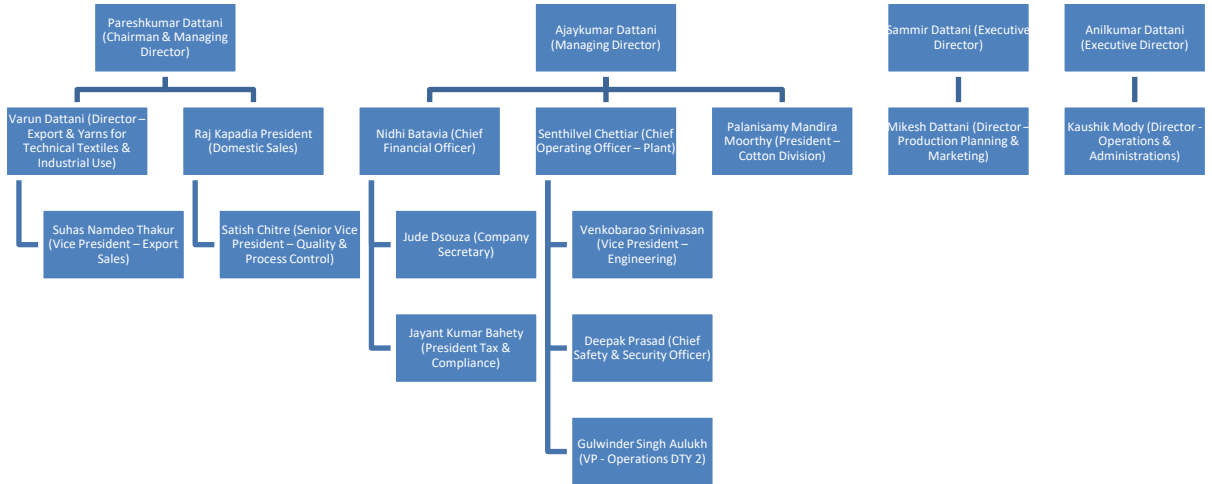 Pareshkumar Dattani
(Chairman & Managing
Director)
Ajaykumar Dattani
(Managing Director)
Sammir Dattani (Executive
Director)
Anilkumar Dattani
(Executive Director)
Varun Dattani (Director –
Export & Yarns for
Technical Textiles &
Industrial Use)
Raj Kapadia President
(Domestic Sales)
Nidhi Batavia (Chief
Financial Officer)
Senthilvel Chettiar (Chief
Operating Officer – Plant)
Palanisamy Mandira
Moorthy (President –
Cotton Division)
Mikesh Dattani (Director –
Production Planning &
Marketing)
Kaushik Mody (Director -
Operations &
Administrations)
Suhas Namdeo Thakur
(Vice President – Export
Sales)
Satish Chitre (Senior Vice
President – Quality &
Process Control)
Jude Dsouza (Company
Secretary)
Venkobarao Srinivasan
(Vice President –
Engineering)
Jayant Kumar Bahety
(President Tax &
Compliance)
Deepak Prasad (Chief
Safety & Security Officer)
Gulwinder Singh Aulukh
(VP - Operations DTY 2)